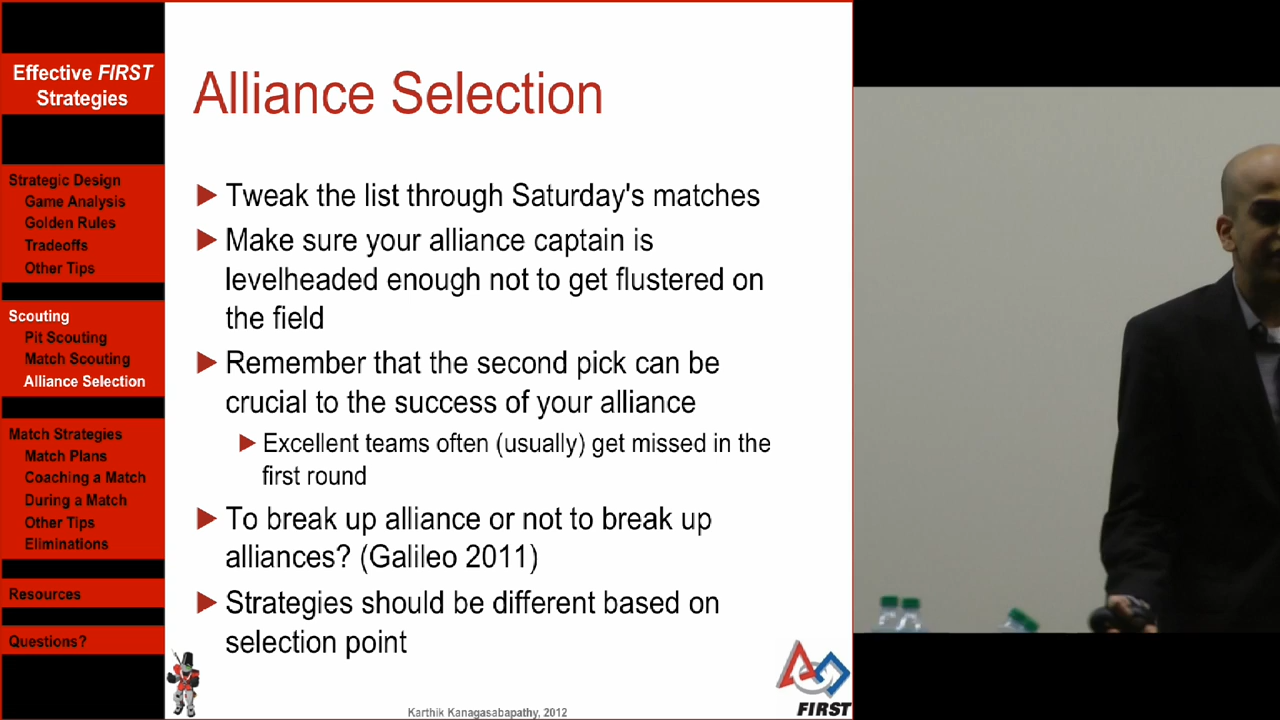 Effective FIRST
Strategies
Strategic Design
Game Analysis
Golden Rules
Tradeoffs
Other Tips
Scouting
Pit Scouting
Match Scouting
Alliance Selection
Match Strategies
Match Plans
Coaching a Match
During a Match
Other Tips
Eliminations
Resources
Questions?
Alliance Selection
Tweak the list through Saturday's matches
Make sure your alliance captain is
levelheaded enough not to get flustered on
the field
Remember that the second pick can be
crucial to the success of your alliance
Excellent teams often (usually) get missed in the
first round
To break up alliance or not to break up
alliances? (Galileo 2011)
Strategies should be different based on
selection point
Karthik Kanagasabapathy, 2012
FIRST